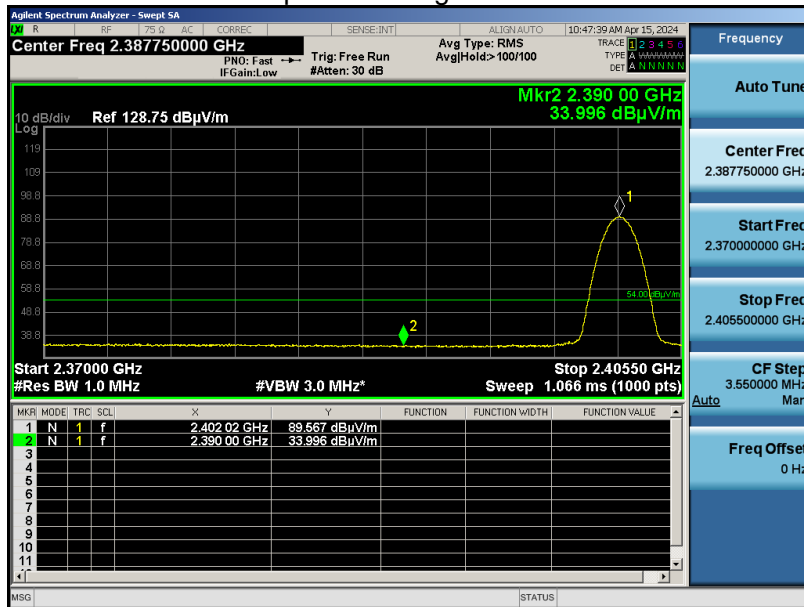 Agilent Spectrum Analyzer - Swept SA
LXI R RF 75 Ω AC CORREC SENSE:INT ALIGN AUTO 10:47:39 AM Apr 15, 2024
Center Freq 2.387750000 GHz
PNO: Fast
IFGain:Low
Trig: Free Run
#Atten: 30 dB
Avg Type: RMS
Avg|Hold:>100/100
TRACE 1 2 3 4 5 6
TYPE A
DET A N N N N N
Mkr2 2.390 00 GHz
33.996 dBµV/m
10 dB/div Ref 128.75 dBµV/m
Log
119
109
98.8
88.8
78.8
68.8
58.8
48.8
38.8
1
54.00 dBµV/m
2
Start 2.37000 GHz Stop 2.40550 GHz
#Res BW 1.0 MHz #VBW 3.0 MHz* Sweep 1.066 ms (1000 pts)
MKR MODE TRC SCL X Y FUNCTION FUNCTION WIDTH FUNCTION VALUE
1 N 1 f 2.402 02 GHz 89.567 dBµV/m
2 N 1 f 2.390 00 GHz 33.996 dBµV/m
3
4
5
6
7
8
9
10
11
MSG STATUS
Frequency
Auto Tune
Center Freq
2.387750000 GHz
Start Freq
2.370000000 GHz
Stop Freq
2.405500000 GHz
CF Step
3.550000 MHz
Auto Man
Freq Offset
0 Hz